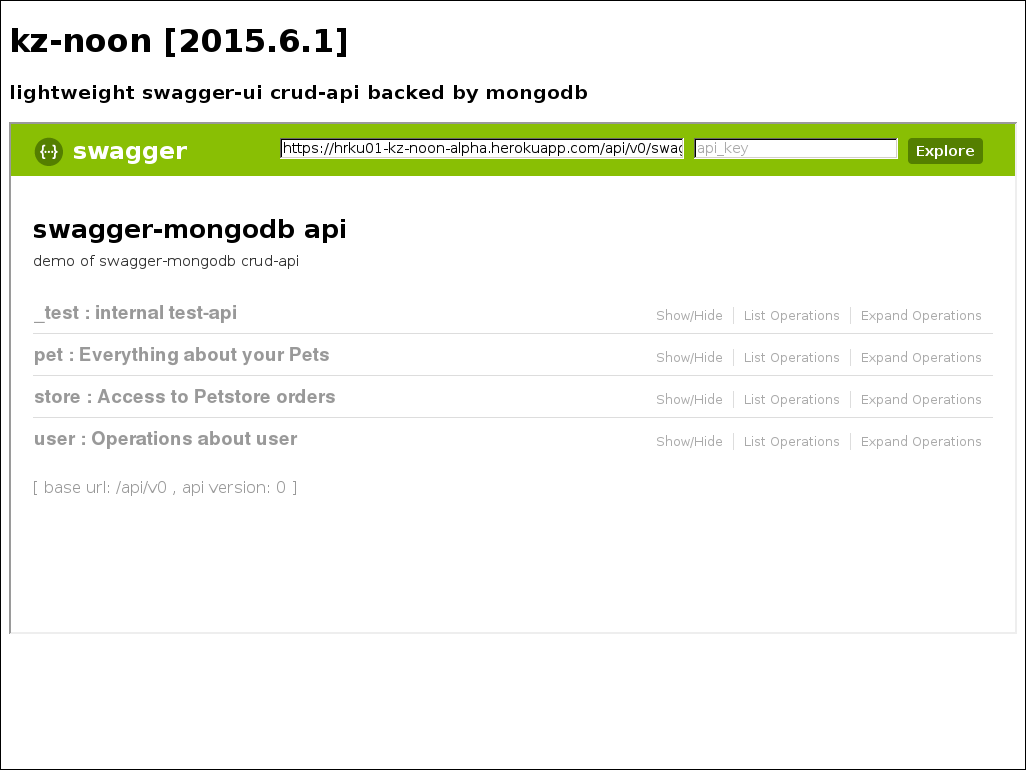 kz-noon [2015.6.1]
lightweight swagger-ui crud-api backed by mongodb
{···} swagger https://hrku01-kz-noon-alpha.herokuapp.com/api/v0/swag api_key Explore
swagger-mongodb api
demo of swagger-mongodb crud-api
_test : internal test-api Show/Hide List Operations Expand Operations
pet : Everything about your Pets Show/Hide List Operations Expand Operations
store : Access to Petstore orders Show/Hide List Operations Expand Operations
user : Operations about user Show/Hide List Operations Expand Operations
[ base url: /api/v0 , api version: 0 ]